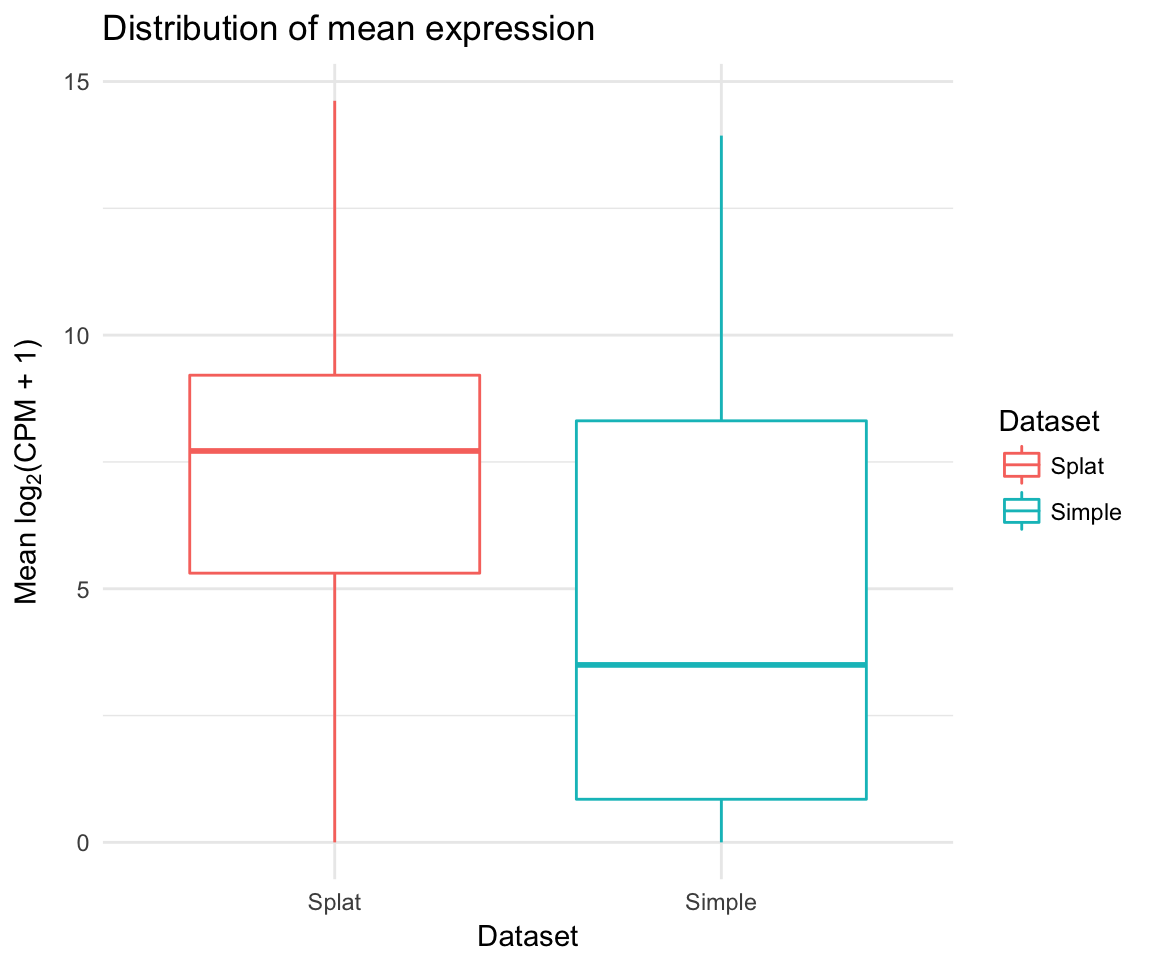 Distribution of mean expression
15
10
5
0
Mean log₂(CPM + 1)
Splat
Simple
Dataset
Dataset
Splat
Simple